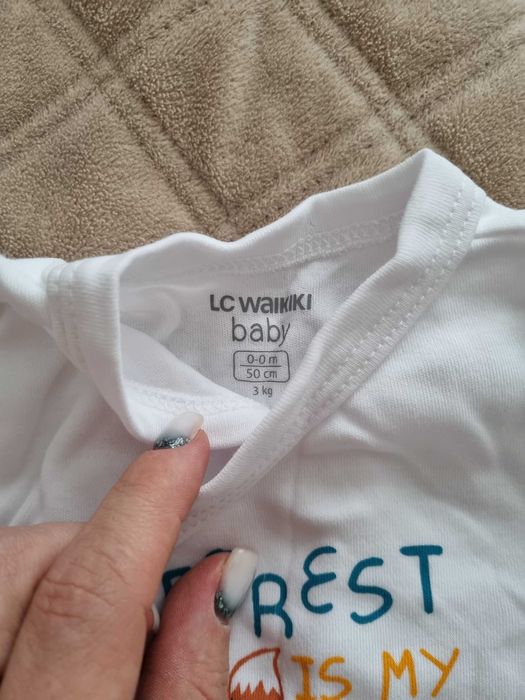 LC WAIKIKI
baby
0-0 m
50 cm
3 kg
REST
IS MY